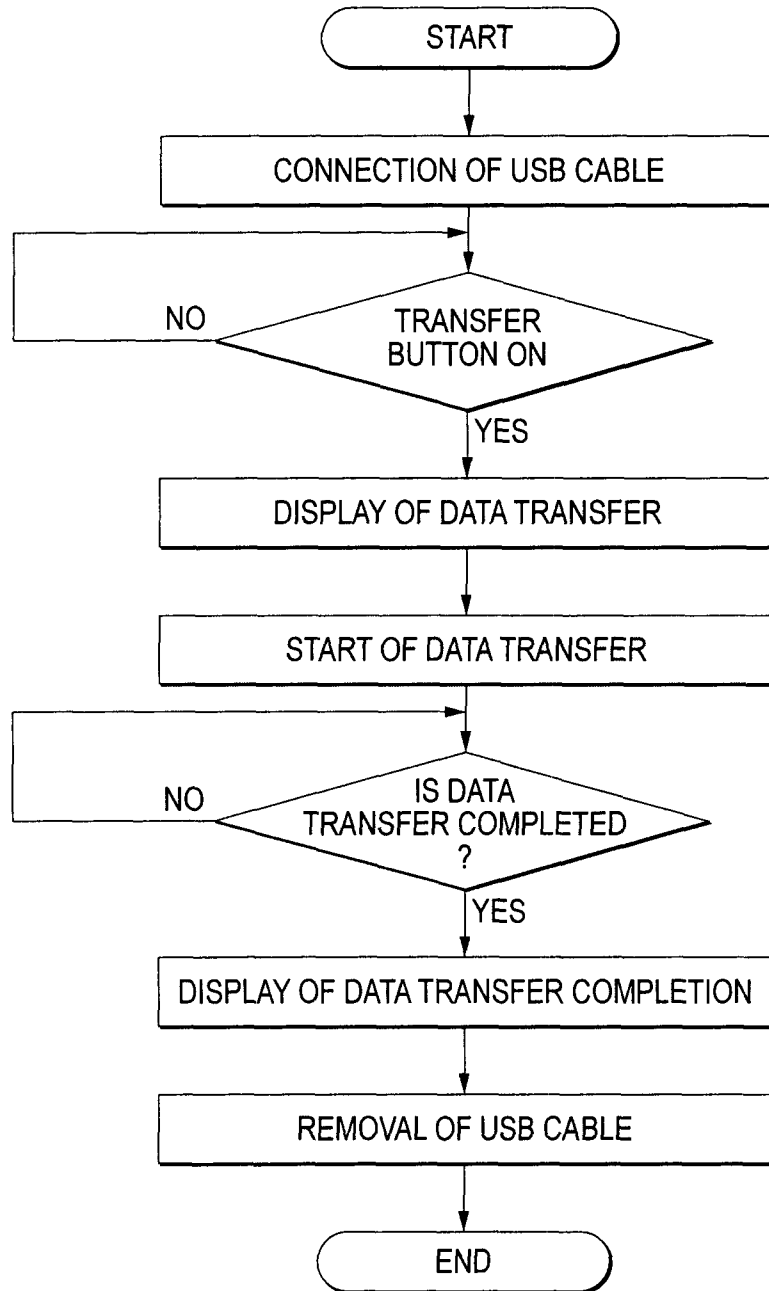 START
CONNECTION OF USB CABLE
NO
TRANSFER
BUTTON ON
YES
DISPLAY OF DATA TRANSFER
START OF DATA TRANSFER
NO
IS DATA
TRANSFER COMPLETED
?
YES
DISPLAY OF DATA TRANSFER COMPLETION
REMOVAL OF USB CABLE
END